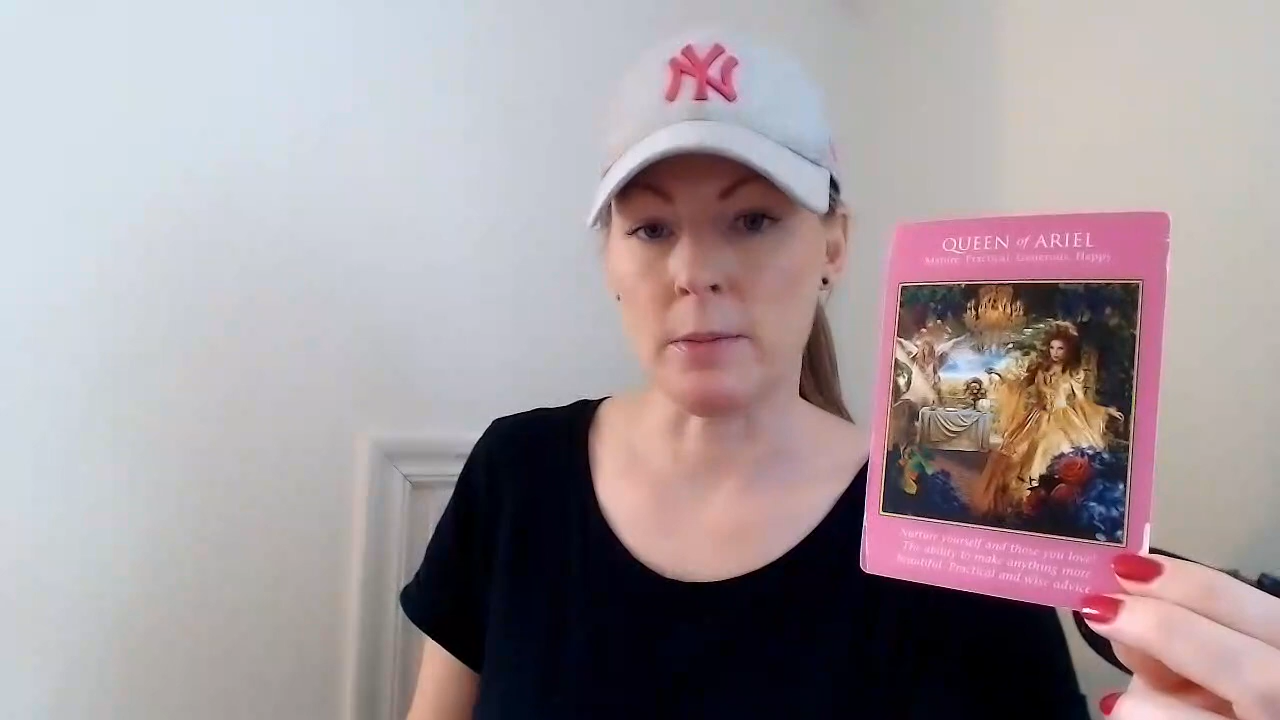 NY
QUEEN of ARIEL
Mature, Practical, Generous, Happy
Nurture yourself and those you love!
The ability to make anything more
beautiful. Practical and wise advice.